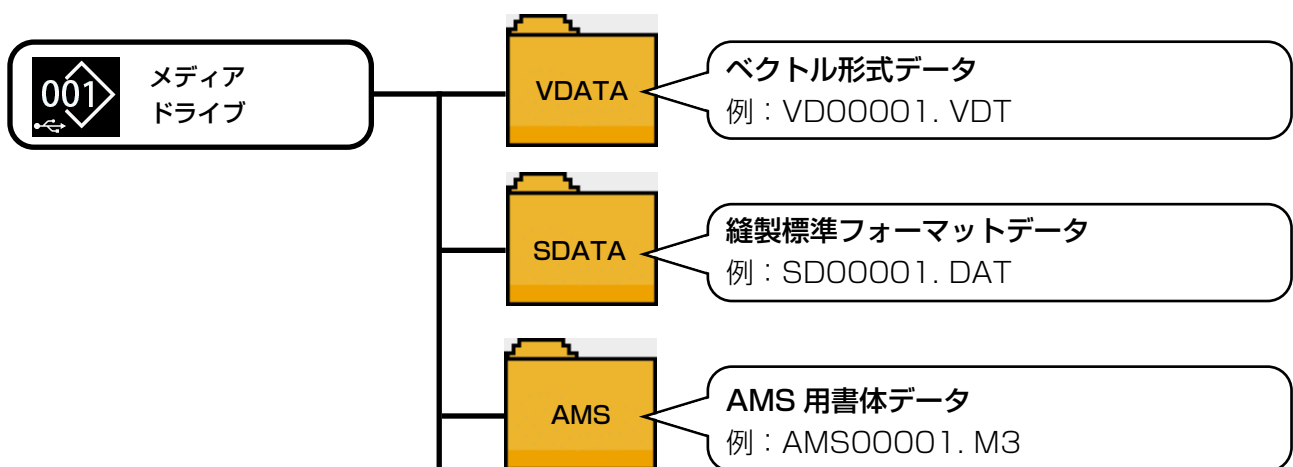 001
メディア
ドライブ
VDATA
ベクトル形式データ
例：VD00001. VDT
SDATA
縫製標準フォーマットデータ
例：SD00001. DAT
AMS
AMS 用書体データ
例：AMS00001. M3